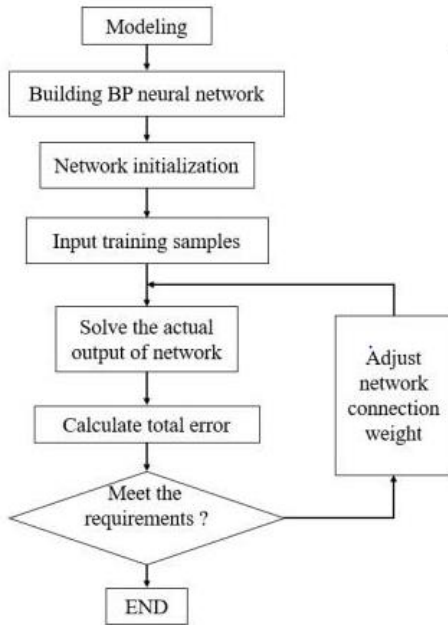 Modeling
Building BP neural network
Network initialization
Input training samples
Solve the actual
output of network
Adjust
network
connection
weight
Calculate total error
Meet the
requirements ?
END